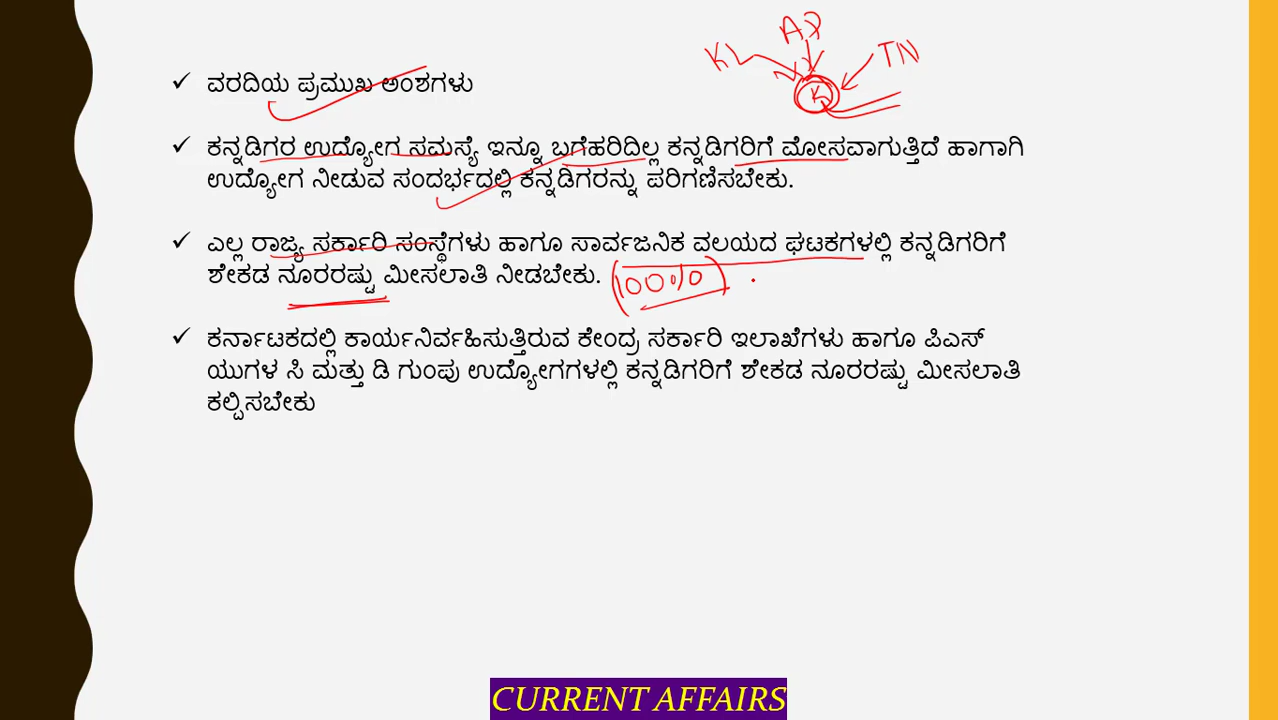 AP
KL
TN
K
ವರದಿಯ ಪ್ರಮುಖ ಅಂಶಗಳು
ಕನ್ನಡಿಗರ ಉದ್ಯೋಗ ಸಮಸ್ಯೆ ಇನ್ನೂ ಬಗೆಹರಿದಿಲ್ಲ ಕನ್ನಡಿಗರಿಗೆ ಮೋಸವಾಗುತ್ತಿದೆ ಹಾಗಾಗಿ
ಉದ್ಯೋಗ ನೀಡುವ ಸಂದರ್ಭದಲ್ಲಿ ಕನ್ನಡಿಗರನ್ನು ಪರಿಗಣಿಸಬೇಕು.
ಎಲ್ಲ ರಾಜ್ಯ ಸರ್ಕಾರಿ ಸಂಸ್ಥೆಗಳು ಹಾಗೂ ಸಾರ್ವಜನಿಕ ವಲಯದ ಘಟಕಗಳಲ್ಲಿ ಕನ್ನಡಿಗರಿಗೆ
ಶೇಕಡ ನೂರರಷ್ಟು ಮೀಸಲಾತಿ ನೀಡಬೇಕು. (100%)
ಕರ್ನಾಟಕದಲ್ಲಿ ಕಾರ್ಯನಿರ್ವಹಿಸುತ್ತಿರುವ ಕೇಂದ್ರ ಸರ್ಕಾರಿ ಇಲಾಖೆಗಳು ಹಾಗೂ ಪಿಎಸ್
ಯುಗಳ ಸಿ ಮತ್ತು ಡಿ ಗುಂಪು ಉದ್ಯೋಗಗಳಲ್ಲಿ ಕನ್ನಡಿಗರಿಗೆ ಶೇಕಡ ನೂರರಷ್ಟು ಮೀಸಲಾತಿ
ಕಲ್ಪಿಸಬೇಕು
CURRENT AFFAIRS